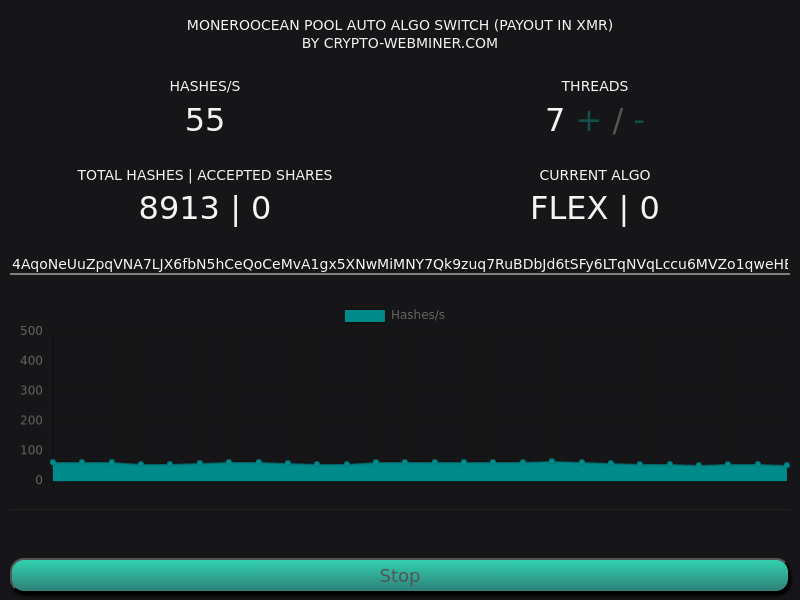 MONEROOCEAN POOL AUTO ALGO SWITCH (PAYOUT IN XMR)
BY CRYPTO-WEBMINER.COM
HASHES/S
THREADS
55
7 + / -
TOTAL HASHES | ACCEPTED SHARES
CURRENT ALGO
8913 | 0
FLEX | 0
4AqoNeUuZpqVNA7LJX6fbN5hCeQoCeMvA1gx5XNwMiMNY7Qk9zuq7RuBDbJd6tSFy6LTqNVqLccu6MVZo1qweHE
Hashes/s
500
400
300
200
100
0
Stop